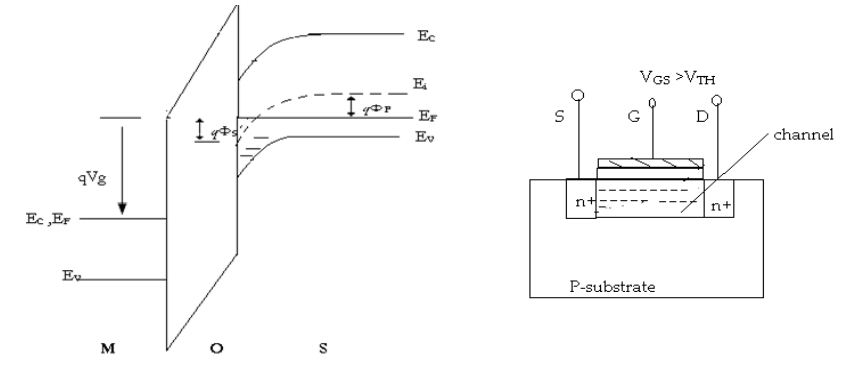 Ec
Ei
qΦF
EF
qΦs
Ev
qVg
Ec ,EF
Ev
M O S
VGS >VTH
S G D
channel
n+ n+
P-substrate